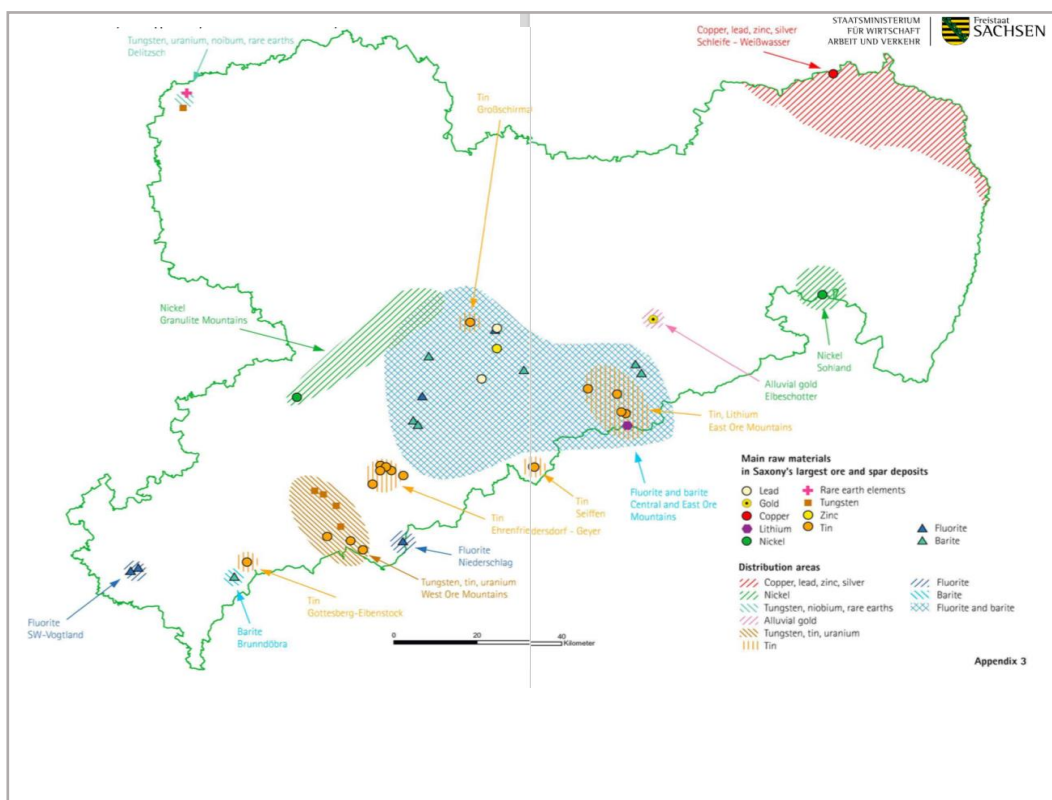 STAATSMINISTERIUM
FÜR WIRTSCHAFT
ARBEIT UND VERKEHR
Freistaat
SACHSEN
Tungsten, uranium, noibum, rare earths
Delitzsch
Copper, lead, zinc, silver
Schleife – Weißwasser
Tin
Großschirma
Nickel
Granulite Mountains
Nickel
Sohland
Alluvial gold
Elbeschotter
Tin, Lithium
East Ore Mountains
Fluorite and barite
Central and East Ore
Mountains
Tin
Seiffen
Tin
Ehrenfriedersdorf – Geyer
Fluorite
Niederschlag
Tungsten, tin, uranium
West Ore Mountains
Tin
Gottesberg-Eibenstock
Barite
Brunndöbra
Fluorite
SW-Vogtland
0 20 40
Kilometer
Main raw materials
in Saxony's largest ore and spar deposits
Lead
Gold
Copper
Lithium
Nickel
Rare earth elements
Tungsten
Zinc
Tin
Fluorite
Barite
Distribution areas
Copper, lead, zinc, silver
Nickel
Tungsten, niobium, rare earths
Alluvial gold
Tungsten, tin, uranium
Tin
Fluorite
Barite
Fluorite and barite
Appendix 3